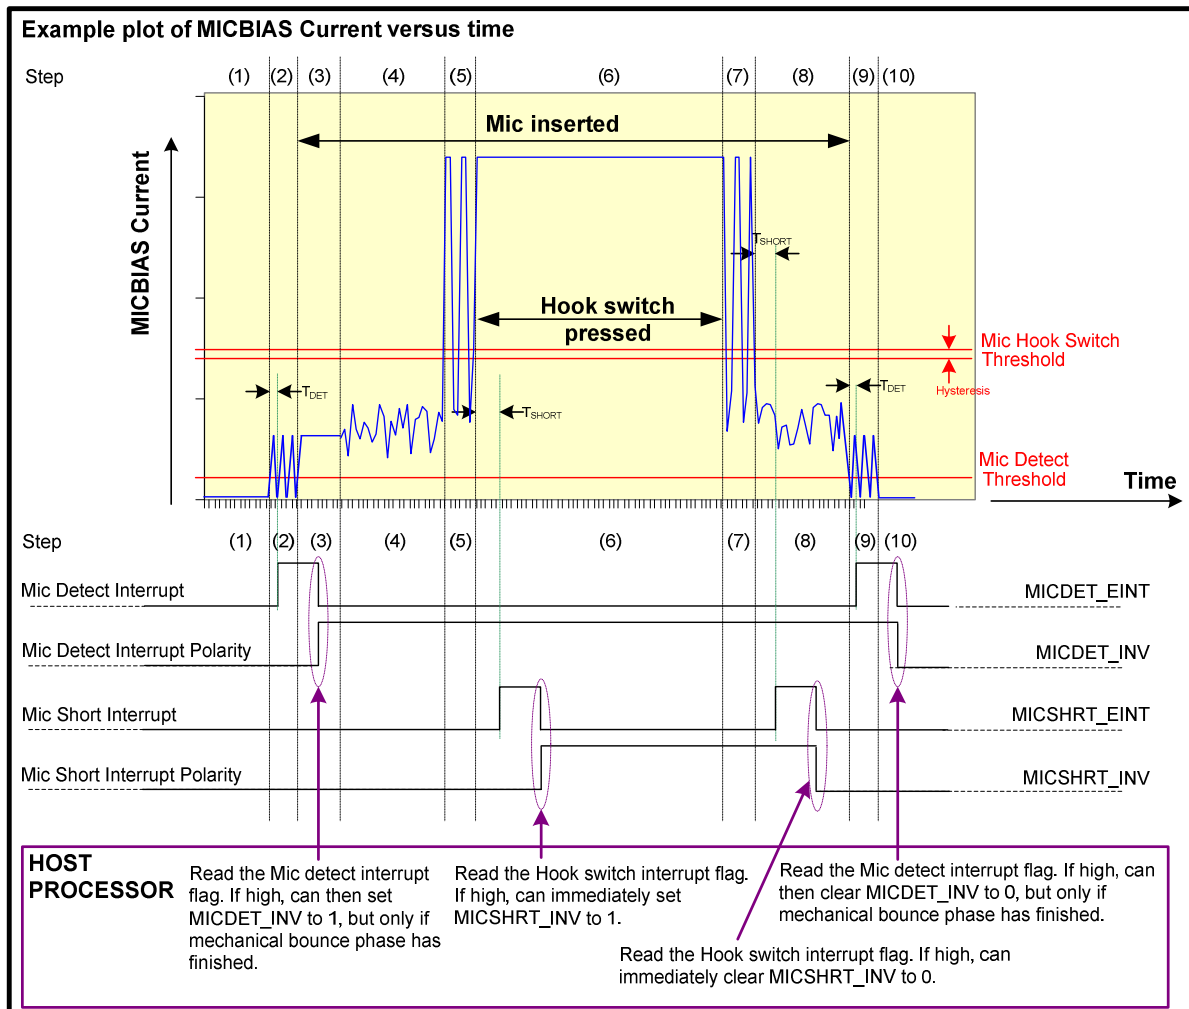 Example plot of MICBIAS Current versus time
Step
(1) (2) (3) (4) (5) (6) (7) (8) (9) (10)
Mic inserted
MICBIAS Current
TSHORT
Hook switch
pressed
Mic Hook Switch
Threshold
Hysteresis
TDET
TSHORT
TDET
Mic Detect
Threshold
Time
Step
(1) (2) (3) (4) (5) (6) (7) (8) (9) (10)
Mic Detect Interrupt
MICDET_EINT
Mic Detect Interrupt Polarity
MICDET_INV
Mic Short Interrupt
MICSHRT_EINT
Mic Short Interrupt Polarity
MICSHRT_INV
HOST
PROCESSOR
Read the Mic detect interrupt
flag. If high, can then set
MICDET_INV to 1, but only if
mechanical bounce phase has
finished.
Read the Hook switch interrupt flag.
If high, can immediately set
MICSHRT_INV to 1.
Read the Mic detect interrupt flag. If high, can
then clear MICDET_INV to 0, but only if
mechanical bounce phase has finished.
Read the Hook switch interrupt flag. If high, can
immediately clear MICSHRT_INV to 0.